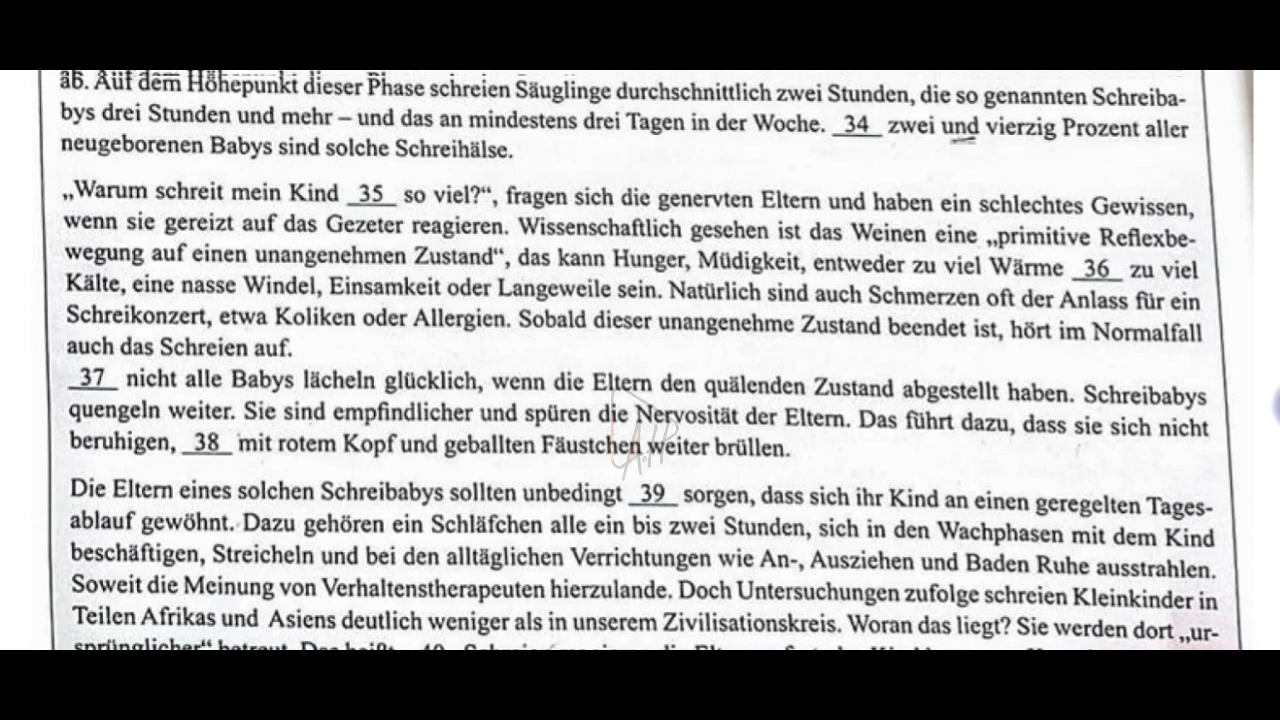 ab. Auf dem Höhepunkt dieser Phase schreien Säuglinge durchschnittlich zwei Stunden, die so genannten Schreiba-
bys drei Stunden und mehr – und das an mindestens drei Tagen in der Woche. 34 zwei und vierzig Prozent aller
neugeborenen Babys sind solche Schreihälse.
„Warum schreit mein Kind 35 so viel?“, fragen sich die genervten Eltern und haben ein schlechtes Gewissen,
wenn sie gereizt auf das Gezeter reagieren. Wissenschaftlich gesehen ist das Weinen eine „primitive Reflexbe-
wegung auf einen unangenehmen Zustand“, das kann Hunger, Müdigkeit, entweder zu viel Wärme 36 zu viel
Kälte, eine nasse Windel, Einsamkeit oder Langeweile sein. Natürlich sind auch Schmerzen oft der Anlass für ein
Schreikonzert, etwa Koliken oder Allergien. Sobald dieser unangenehme Zustand beendet ist, hört im Normalfall
auch das Schreien auf.
37 nicht alle Babys lächeln glücklich, wenn die Eltern den quälenden Zustand abgestellt haben. Schreibabys
quengeln weiter. Sie sind empfindlicher und spüren die Nervosität der Eltern. Das führt dazu, dass sie sich nicht
beruhigen, 38 mit rotem Kopf und geballten Fäustchen weiter brüllen.
Die Eltern eines solchen Schreibabys sollten unbedingt 39 sorgen, dass sich ihr Kind an einen geregelten Tages-
ablauf gewöhnt. Dazu gehören ein Schläfchen alle ein bis zwei Stunden, sich in den Wachphasen mit dem Kind
beschäftigen, Streicheln und bei den alltäglichen Verrichtungen wie An-, Ausziehen und Baden Ruhe ausstrahlen.
Soweit die Meinung von Verhaltenstherapeuten hierzulande. Doch Untersuchungen zufolge schreien Kleinkinder in
Teilen Afrikas und Asiens deutlich weniger als in unserem Zivilisationskreis. Woran das liegt? Sie werden dort „ur-
sprünglicher“ betreut. Das heißt, 40